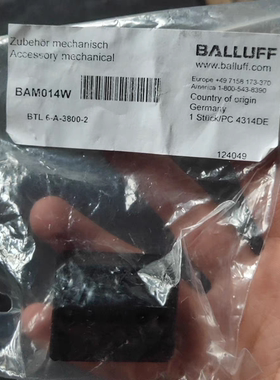 Zubehör mechanisch
Accessory mechanical
BAM014W
BTL 6-A-3800-2
BALLUFF
www.balluff.com
Europe +49 7158 173-370
America 1-800-543-8390
Country of origin
Germany
1 Stück/PC 4314DE
124049